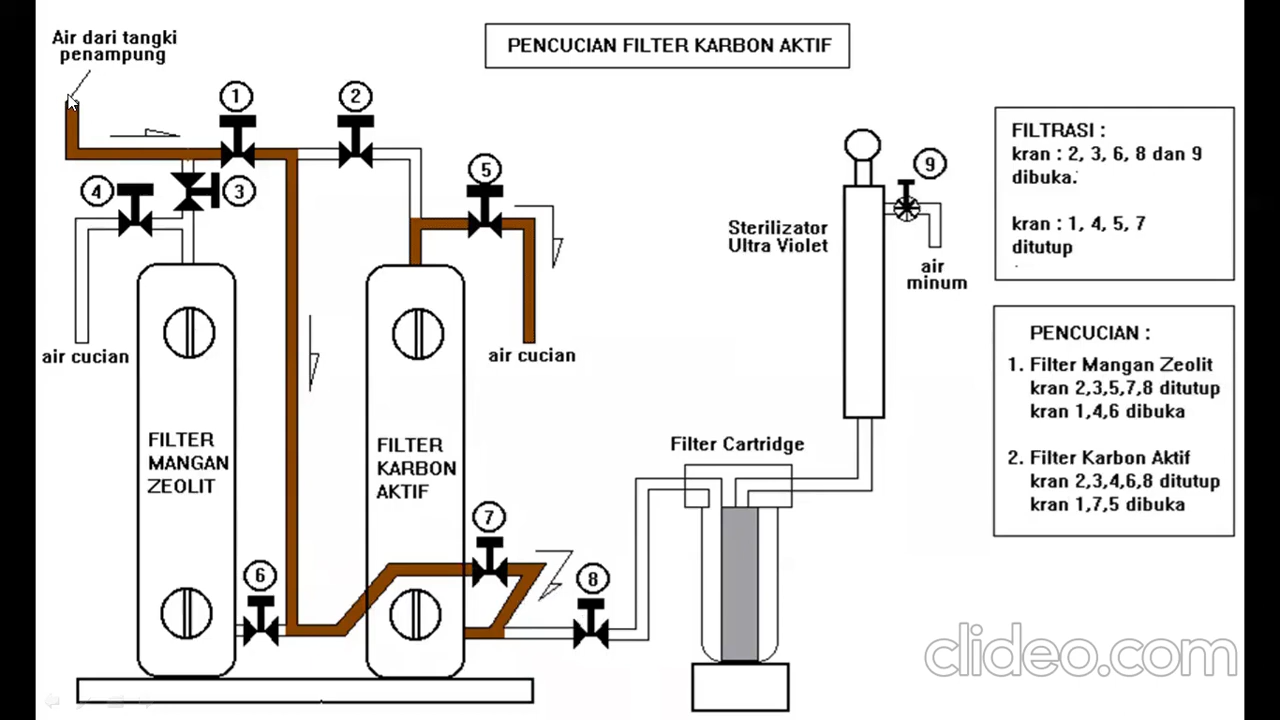 Air dari tangki
penampung
PENCUCIAN FILTER KARBON AKTIF
1
2
3
4
5
9
FILTRASI :
kran : 2, 3, 6, 8 dan 9
dibuka.
kran : 1, 4, 5, 7
ditutup
Sterilizator
Ultra Violet
air
minum
air cucian
air cucian
PENCUCIAN :
1. Filter Mangan Zeolit
kran 2,3,5,7,8 ditutup
kran 1,4,6 dibuka
2. Filter Karbon Aktif
kran 2,3,4,6,8 ditutup
kran 1,7,5 dibuka
FILTER
MANGAN
ZEOLIT
FILTER
KARBON
AKTIF
Filter Cartridge
7
6
8
clideo.com